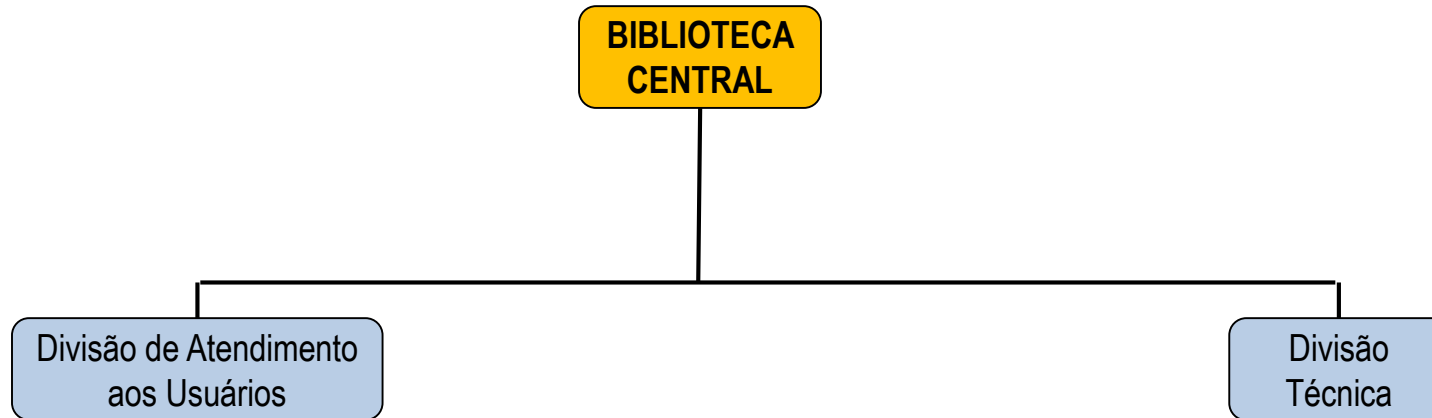 BIBLIOTECA
CENTRAL
Divisão de Atendimento
aos Usuários
Divisão
Técnica